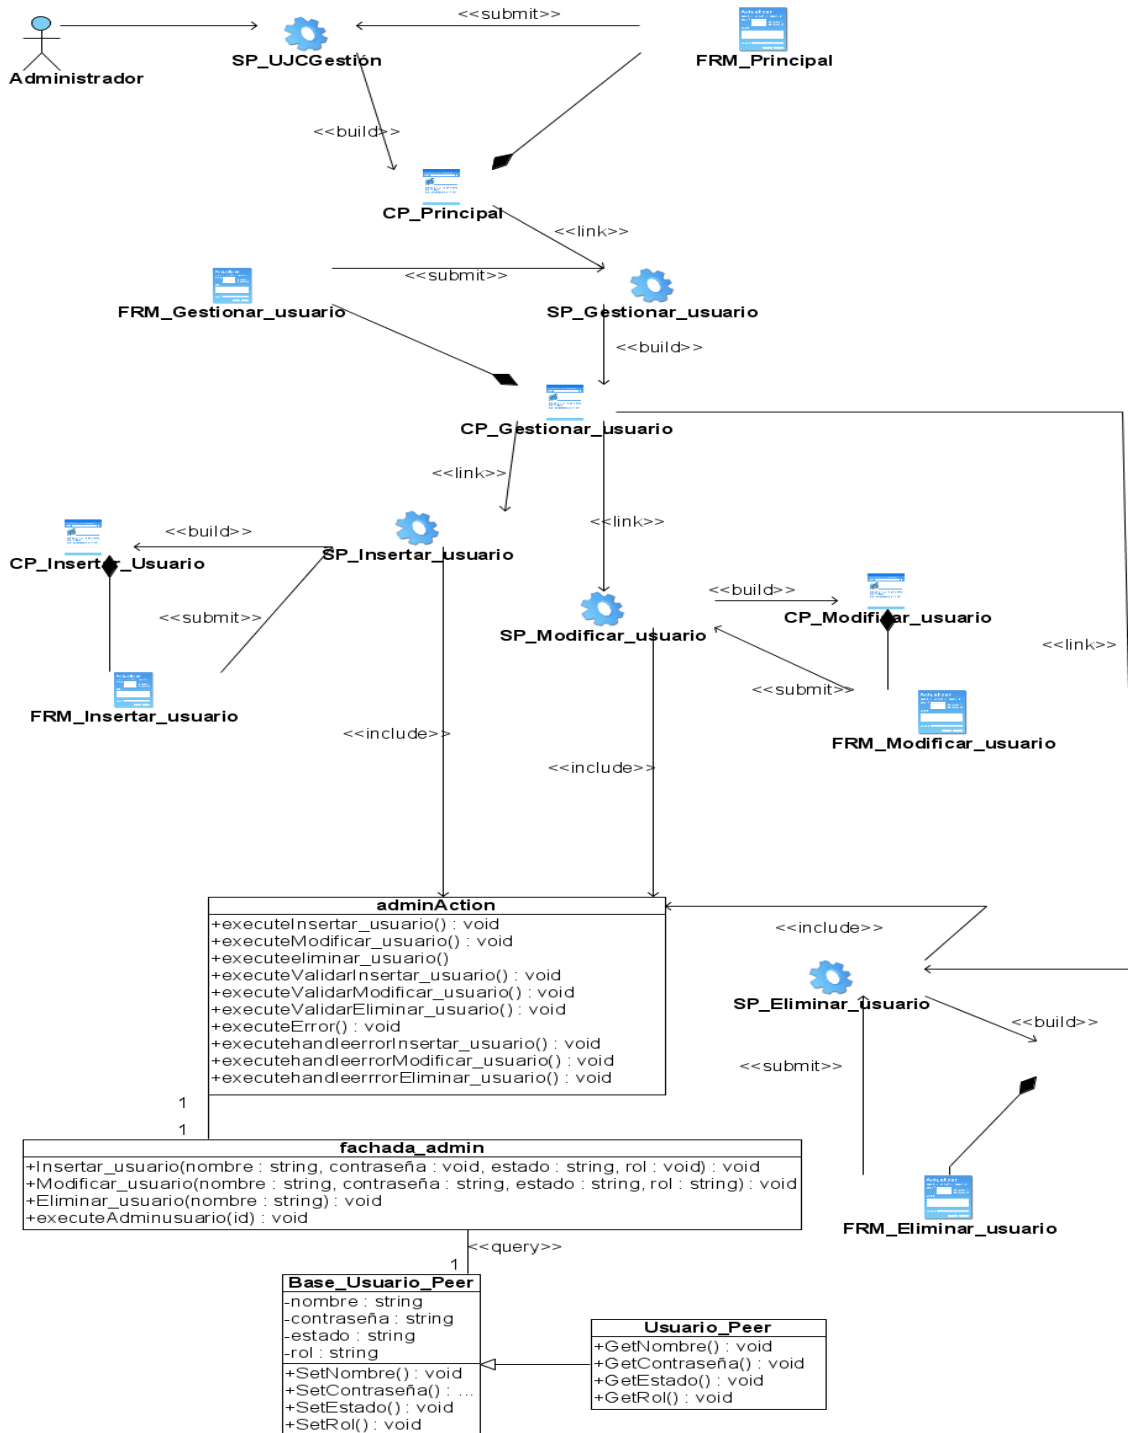 <<submit>>
SP_UJCGestión
FRM_Principal
Administrador
<<build>>
CP_Principal
<<link>>
<<submit>>
FRM_Gestionar_usuario
SP_Gestionar_usuario
<<build>>
CP_Gestionar_usuario
<<link>>
<<link>>
<<build>>
CP_Insertar_Usuario
SP_Insertar_usuario
<<build>>
<<submit>>
CP_Modificar_usuario
SP_Modificar_usuario
<<link>>
<<submit>>
FRM_Insertar_usuario
FRM_Modificar_usuario
<<include>>
<<include>>
adminAction
+executeInsertar_usuario() : void
+executeModificar_usuario() : void
+executeeliminar_usuario()
+executeValidarInsertar_usuario() : void
+executeValidarModificar_usuario() : void
+executeValidarEliminar_usuario() : void
+executeError() : void
+executehandleerrorInsertar_usuario() : void
+executehandleerrorModificar_usuario() : void
+executehandleerrrorEliminar_usuario() : void
<<include>>
SP_Eliminar_usuario
<<build>>
<<submit>>
1
1
fachada_admin
+Insertar_usuario(nombre : string, contraseña : void, estado : string, rol : void) : void
+Modificar_usuario(nombre : string, contraseña : string, estado : string, rol : string) : void
+Eliminar_usuario(nombre : string) : void
+executeAdminusuario(id) : void
FRM_Eliminar_usuario
<<query>>
1
Base_Usuario_Peer
-nombre : string
-contraseña : string
-estado : string
-rol : string
+SetNombre() : void
+SetContraseña() : ...
+SetEstado() : void
+SetRol() : void
Usuario_Peer
+GetNombre() : void
+GetContraseña() : void
+GetEstado() : void
+GetRol() : void